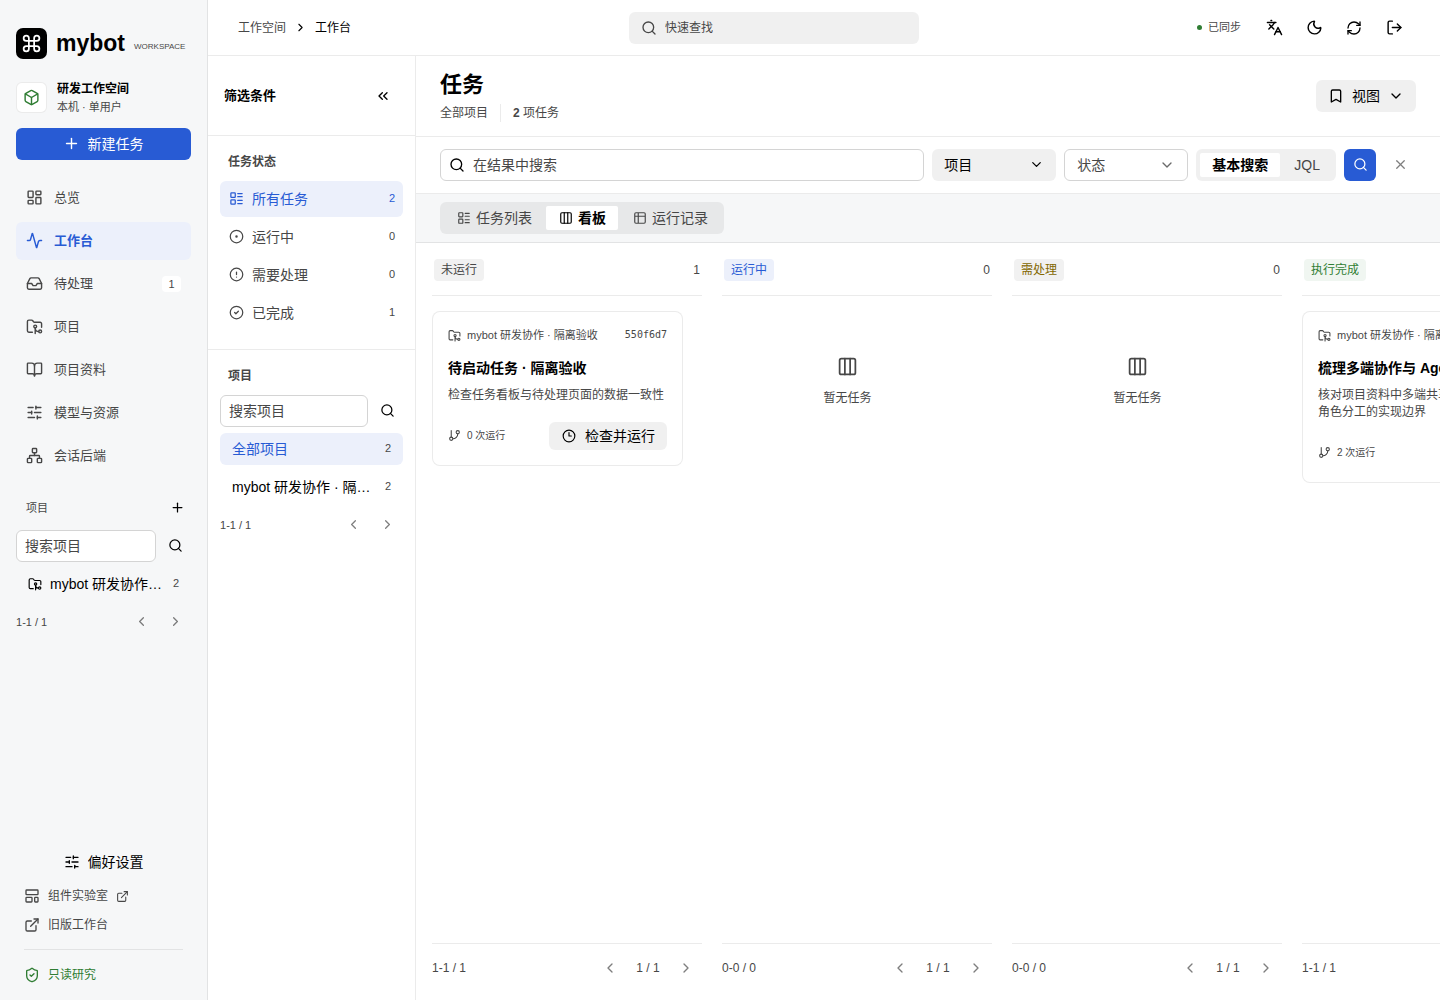 mybot WORKSPACE
研发工作空间
本机 · 单用户
新建任务
总览
工作台
待处理 1
项目
项目资料
模型与资源
会话后端
项目
搜索项目
mybot 研发协作… 2
1-1 / 1
偏好设置
组件实验室
旧版工作台
只读研究
工作空间 工作台
快速查找
已同步
筛选条件
任务状态
所有任务 2
运行中 0
需要处理 0
已完成 1
项目
搜索项目
全部项目 2
mybot 研发协作 · 隔… 2
1-1 / 1
任务
全部项目 2 项任务
视图
在结果中搜索 项目 状态 基本搜索 JQL
任务列表 看板 运行记录
未运行 1
mybot 研发协作 · 隔离验收 550f6d7
待启动任务 · 隔离验收
检查任务看板与待处理页面的数据一致性
0 次运行 检查并运行
1-1 / 1 1 / 1
运行中 0
暂无任务
0-0 / 0 1 / 1
需处理 0
暂无任务
0-0 / 0 1 / 1
执行完成
mybot 研发协作 · 隔
梳理多端协作与 Ag
核对项目资料中多端共
角色分工的实现边界
2 次运行
1-1 / 1